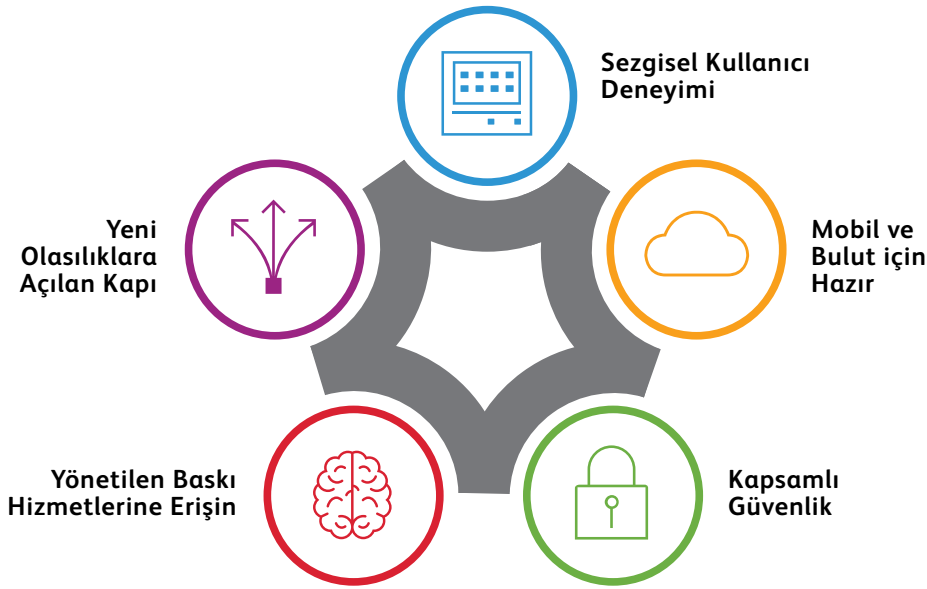 Sezgisel Kullanıcı
Deneyimi
Mobil ve
Bulut için
Hazır
Kapsamlı
Güvenlik
Yönetilen Baskı
Hizmetlerine Erişin
Yeni
Olasılıklara
Açılan Kapı